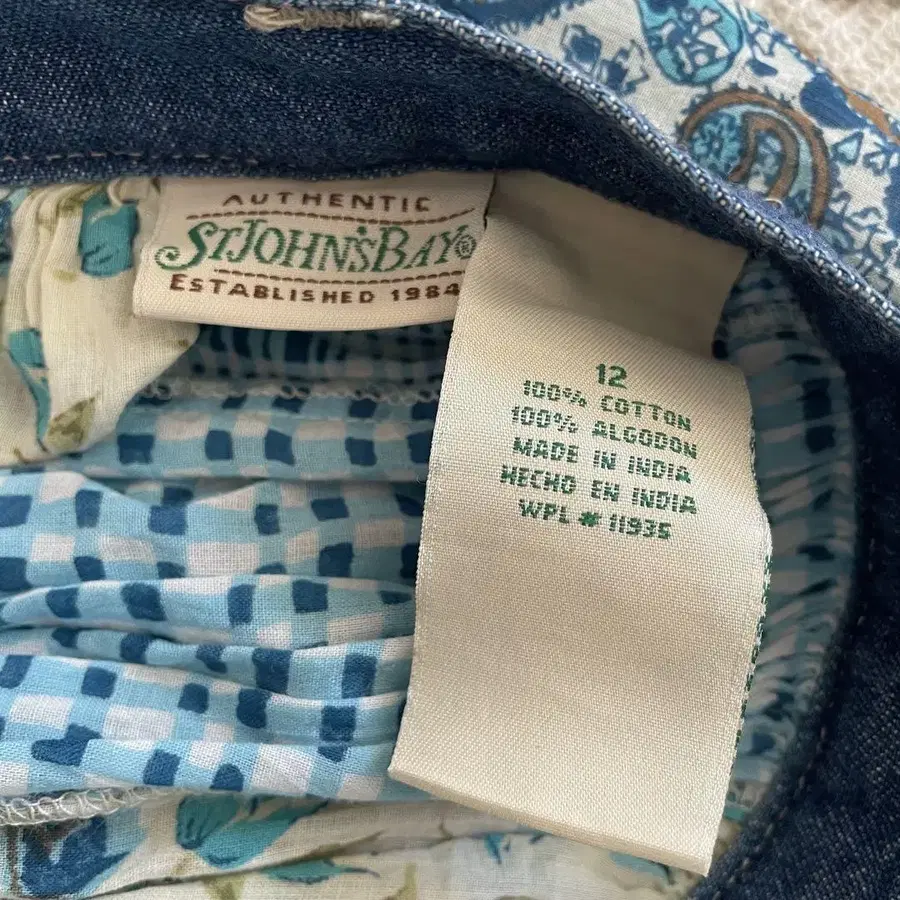 AUTHENTIC
ST.JOHN'S BAY®
ESTABLISHED 1984
12
100% COTTON
100% ALGODON
MADE IN INDIA
HECHO EN INDIA
WPL # 11935